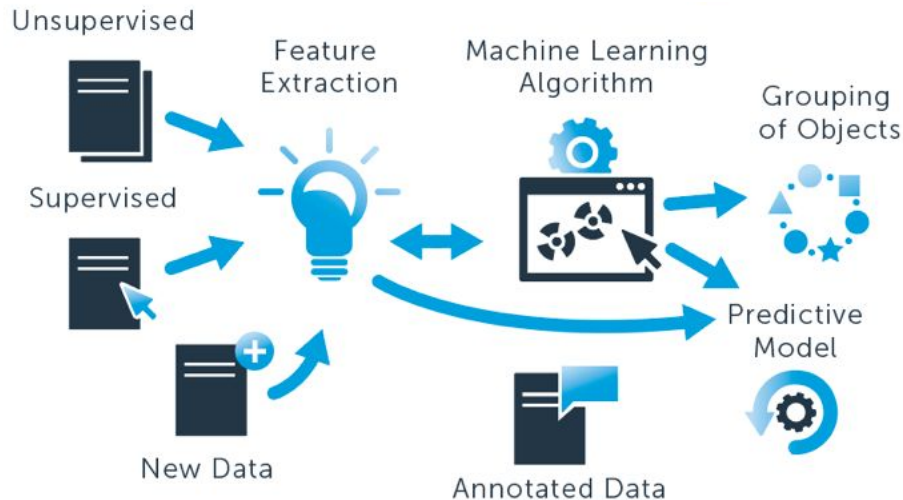 Unsupervised
Feature
Extraction
Machine Learning
Algorithm
Grouping
of Objects
Supervised
Predictive
Model
New Data
Annotated Data